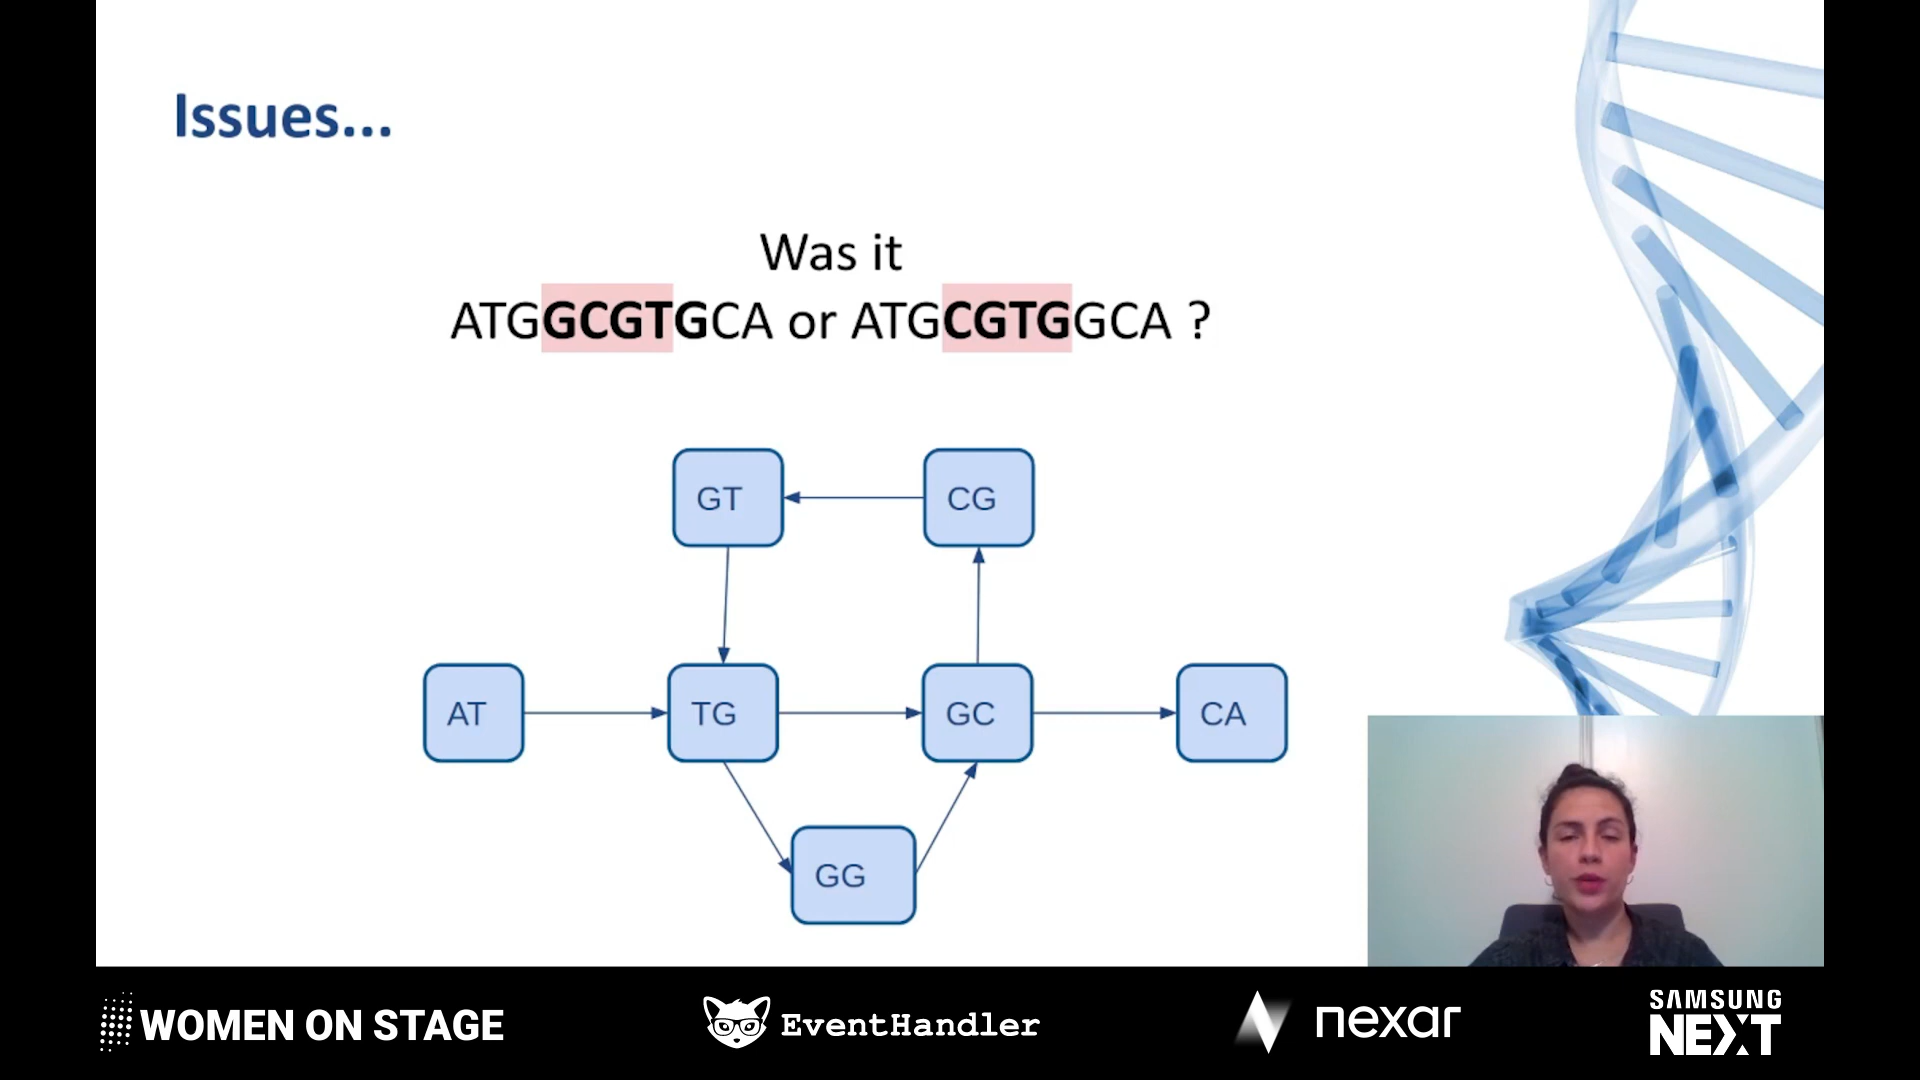 Issues...
Was it
ATGGCGTGCA or ATGCGTGGCA ?
GT
CG
AT
TG
GC
CA
GG
WOMEN ON STAGE
EventHandler
nexar
SAMSUNG
NEXT